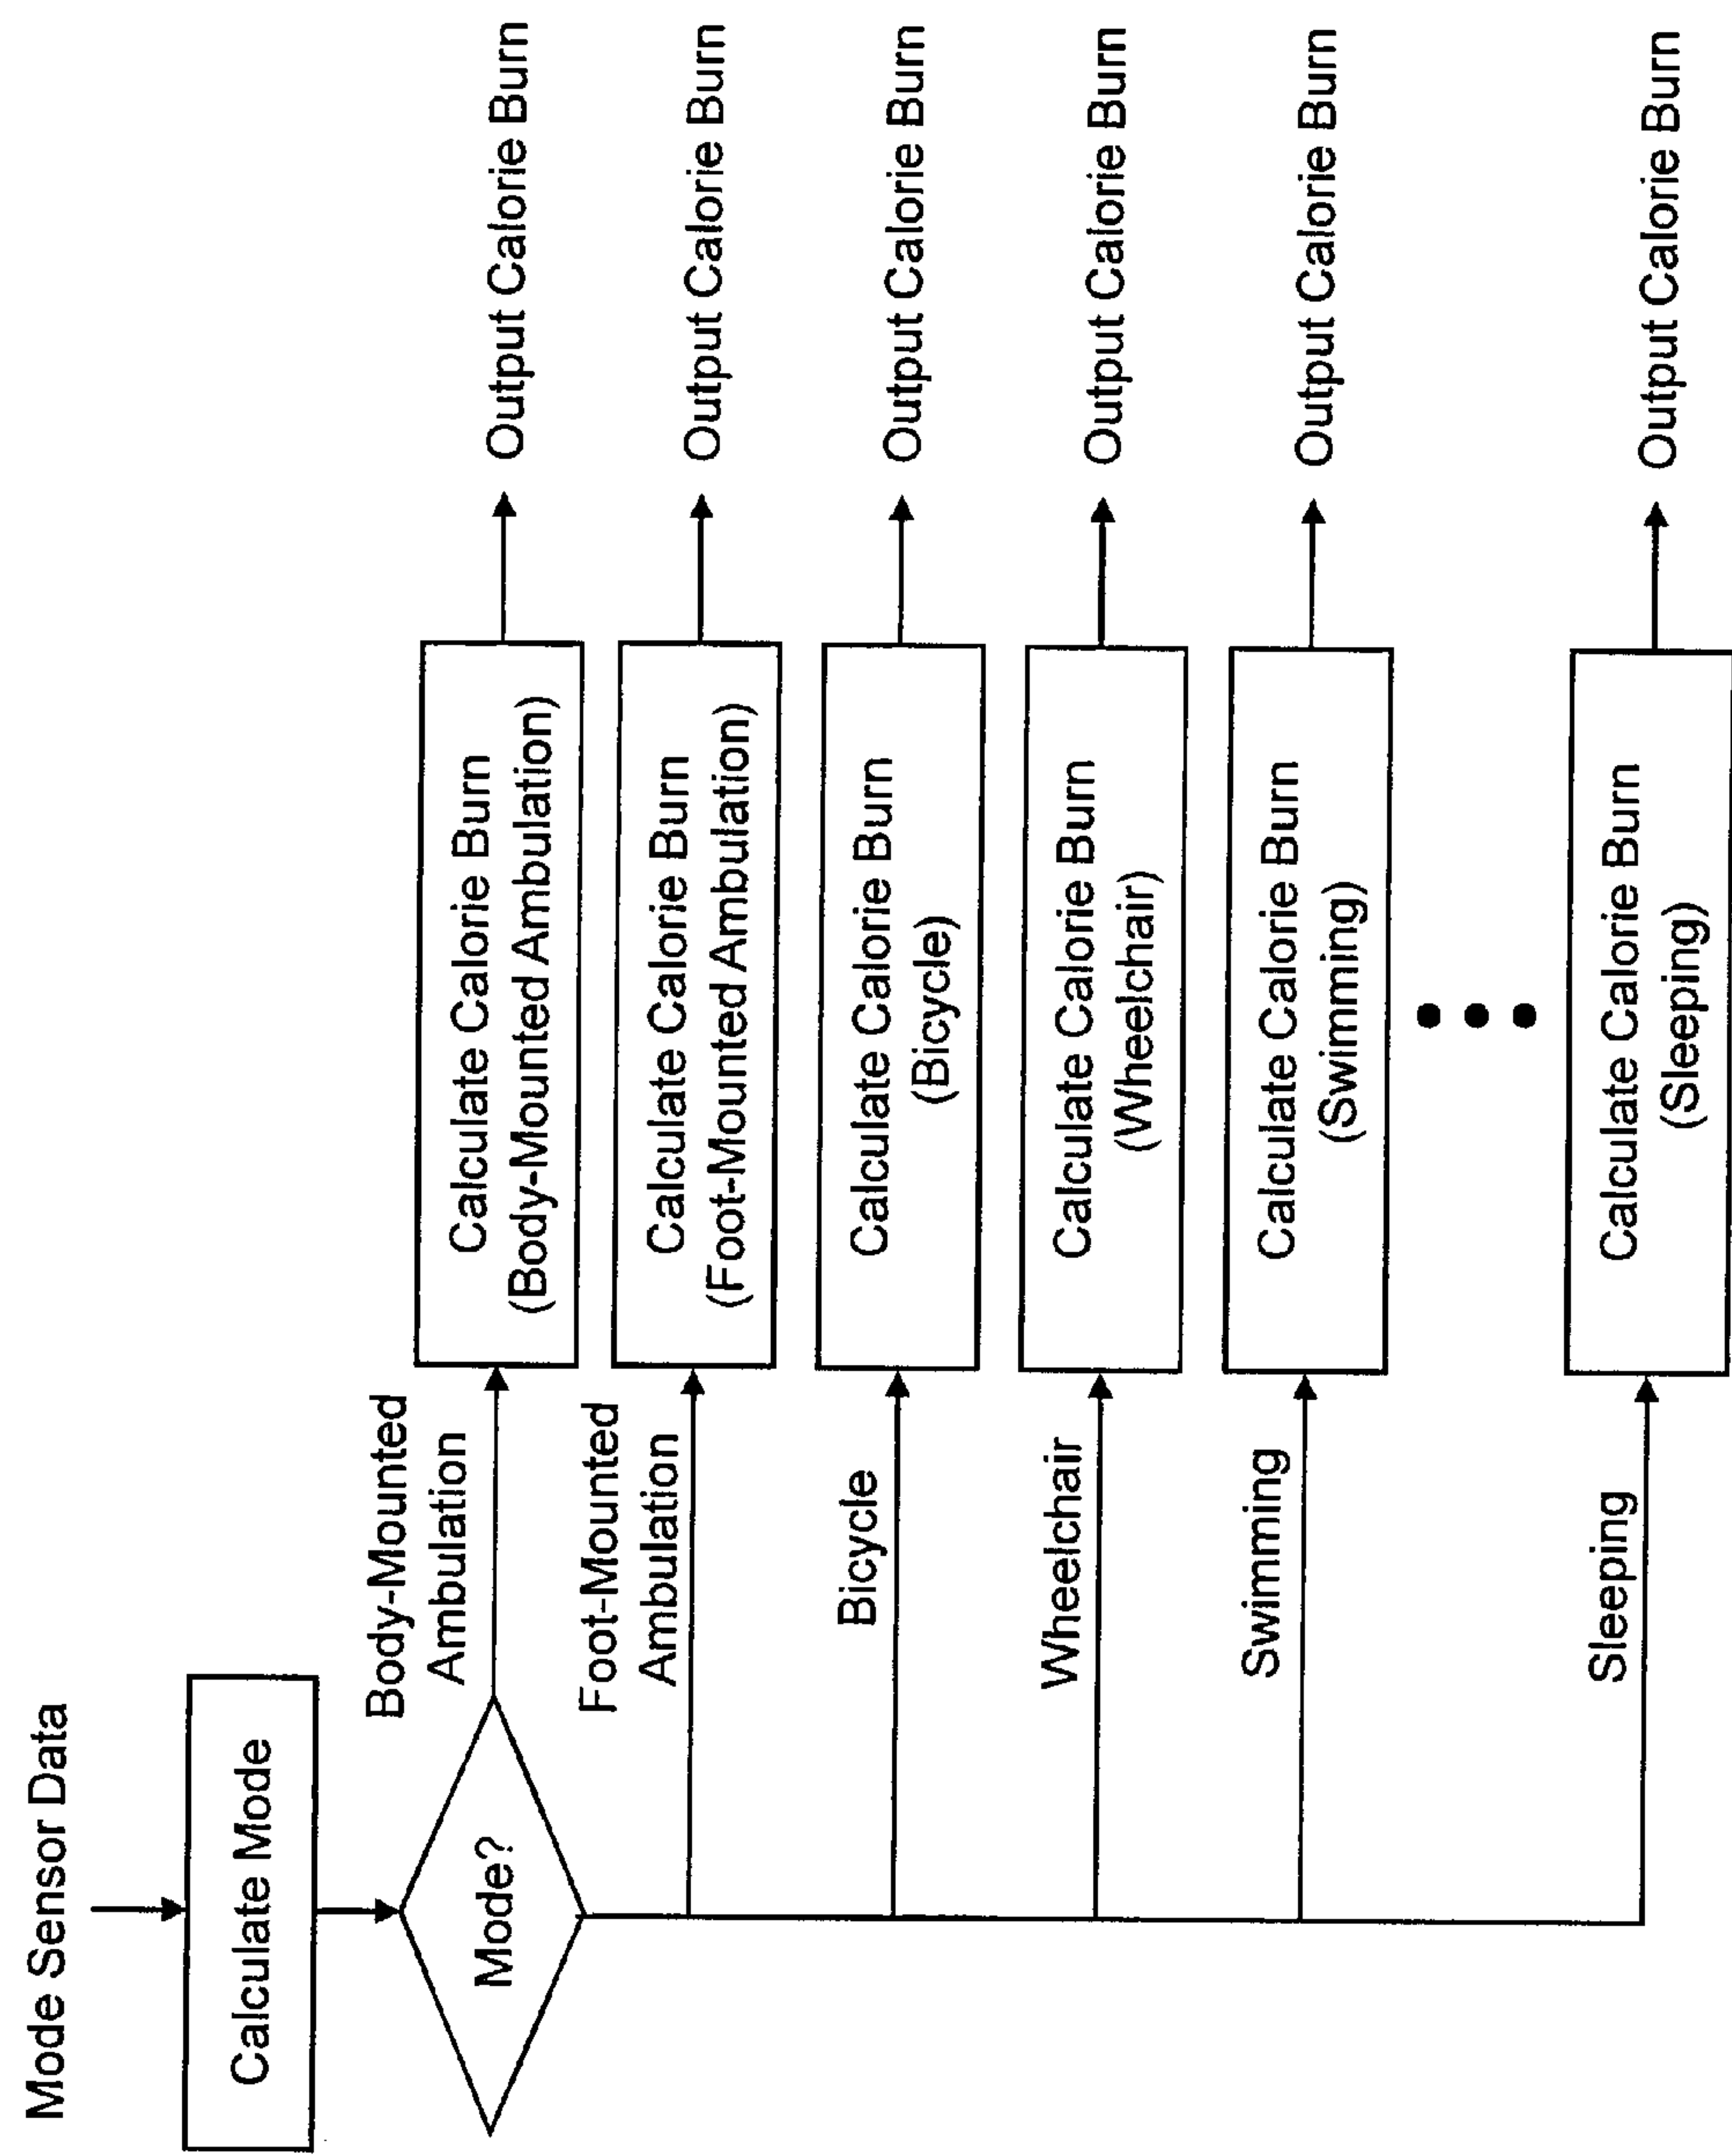 Mode Sensor Data
Calculate Mode
Mode?
Body-Mounted
Ambulation
Calculate Calorie Burn
(Body-Mounted Ambulation)
Output Calorie Burn
Foot-Mounted
Ambulation
Calculate Calorie Burn
(Foot-Mounted Ambulation)
Output Calorie Burn
Bicycle
Calculate Calorie Burn
(Bicycle)
Output Calorie Burn
Wheelchair
Calculate Calorie Burn
(Wheelchair)
Output Calorie Burn
Swimming
Calculate Calorie Burn
(Swimming)
Output Calorie Burn
Sleeping
Calculate Calorie Burn
(Sleeping)
Output Calorie Burn